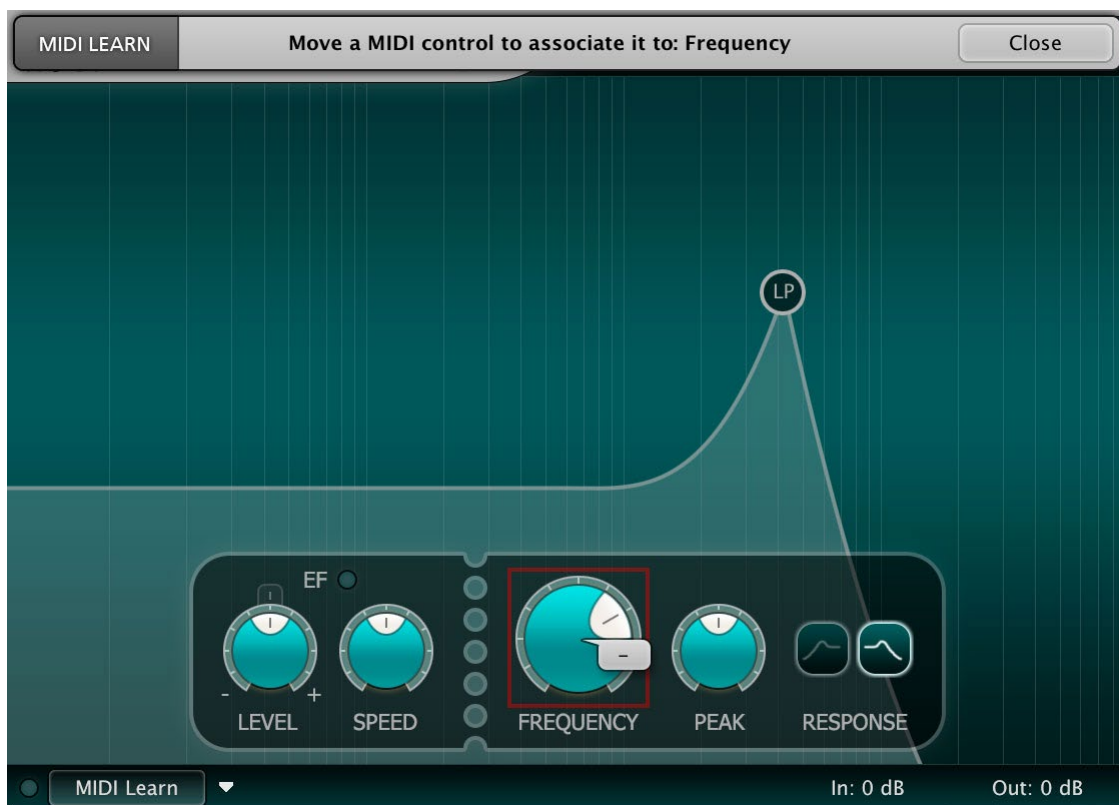 MIDI LEARN
Move a MIDI control to associate it to: Frequency
Close
LP
EF
- +
LEVEL
SPEED
-
FREQUENCY
PEAK
RESPONSE
MIDI Learn
In: 0 dB
Out: 0 dB